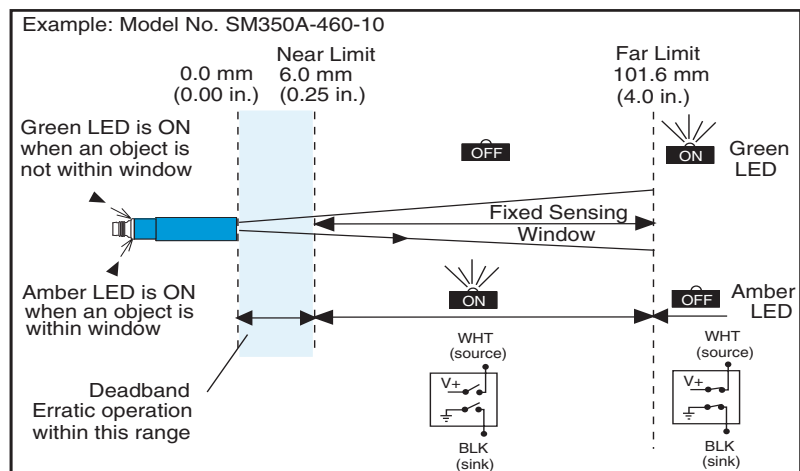 Example: Model No. SM350A-460-10
0.0 mm
(0.00 in.)
Near Limit
6.0 mm
(0.25 in.)
Far Limit
101.6 mm
(4.0 in.)
Green LED is ON
when an object is
not within window
OFF
ON
Green
LED
Fixed Sensing
Window
Amber LED is ON
when an object is
within window
ON
OFF
Amber
LED
Deadband
Erratic operation
within this range
WHT
(source)
V+
BLK
(sink)
WHT
(source)
V+
BLK
(sink)